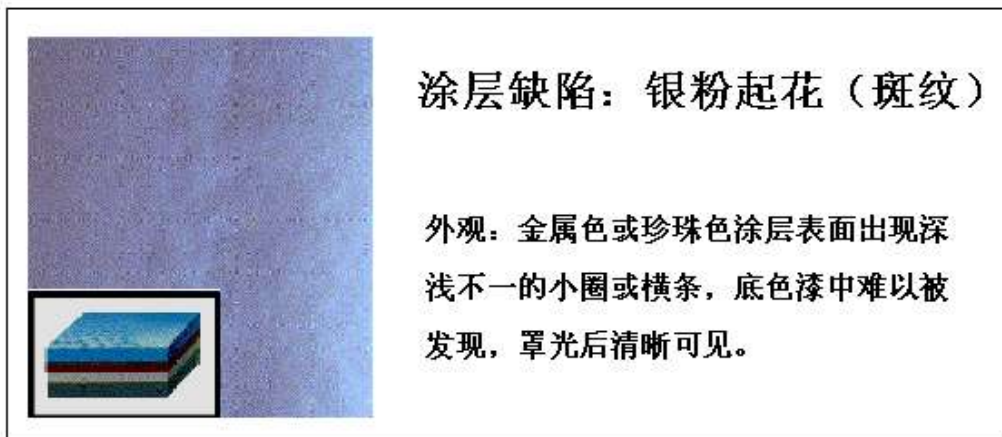 涂层缺陷：银粉起花（斑纹）
外观：金属色或珍珠色涂层表面出现深
浅不一的小圈或横条，底色漆中难以被
发现，罩光后清晰可见。